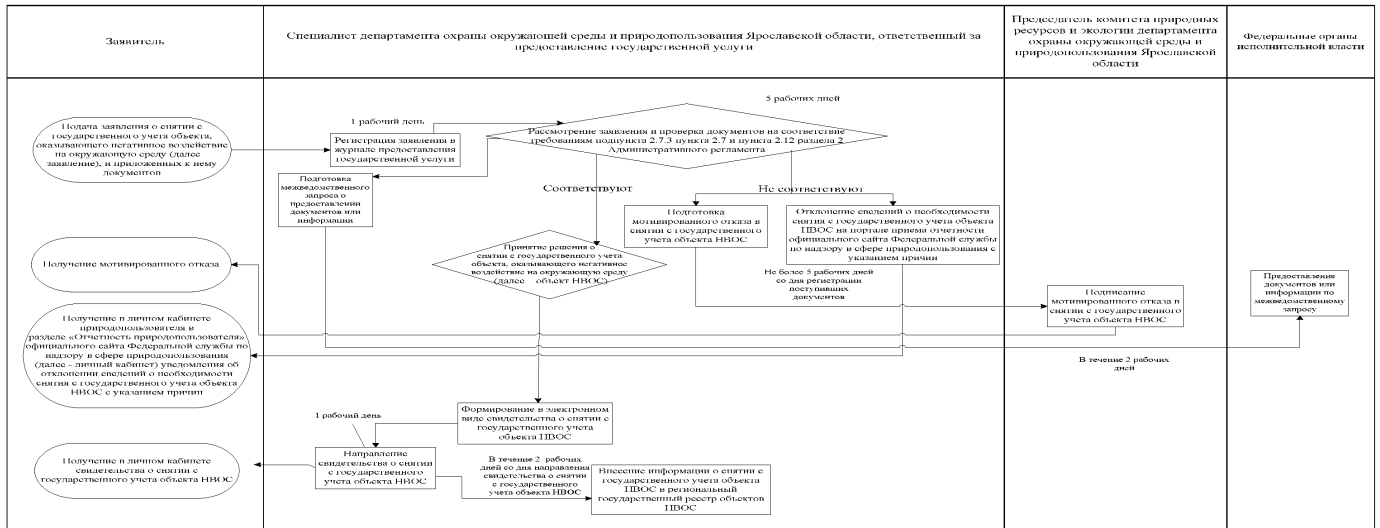 Заявитель
Специалист департамента охраны окружающей среды и природопользования Ярославской области, ответственный за
предоставление государственной услуги
Председатель комитета природных
ресурсов и экологии департамента
охраны окружающей среды и
природопользования Ярославской
области
Федеральные органы
исполнительной власти
Подача заявления о снятии с
государственного учета объекта,
оказывающего негативное воздействие
на окружающую среду (далее
заявление), и приложенных к нему
документов
1 рабочий день
Регистрация заявления в
журнале предоставления
государственной услуги
5 рабочих дней
Рассмотрение заявления и проверка документов на соответствие
требованиям подпункта 2.7.3 пункта 2.7 и пункта 2.12 раздела 2
Административного регламента
Подготовка
межведомственного
запроса о
предоставлении
документов или
информации
Соответствуют
Не соответствуют
Подготовка
мотивированного отказа в
снятии с государственного
учета объекта НВОС
Отклонение сведений о необходимости
снятия с государственного учета объекта
НВОС на портале приема отчетности
официального сайта Федеральной службы
по надзору в сфере природопользования с
указанием причин
Получение мотивированного отказа
Принятие решения о
снятии с государственного учета
объекта, оказывающего негативное
воздействие на окружающую среду
(далее объект НВОС)
Не более 5 рабочих дней
со дня регистрации
поступивших
документов
Подписание
мотивированного отказа в
снятии с государственного
учета объекта НВОС
Предоставление
документов или
информации по
межведомственному
запросу
Получение в личном кабинете
природопользователя в
разделе «Отчетность природопользователя»
официального сайта Федеральной службы по
надзору в сфере природопользования
(далее - личный кабинет) уведомления об
отклонении сведений о необходимости
снятия с государственного учета объекта
НВОС с указанием причин
В течение 2 рабочих
дней
Формирование в электронном
виде свидетельства о снятии с
государственного учета
объекта НВОС
1 рабочий день
Направление
свидетельства о снятии
с государственного
учета объекта НВОС
Получение в личном кабинете
свидетельства о снятии с
государственного учета объекта НВОС
В течение 2 рабочих
дней со дня направления
свидетельства о снятии
с государственного
учета объекта НВОС
Внесение информации о снятии с
государственного учета объекта
НВОС в региональный
государственный реестр объектов
НВОС